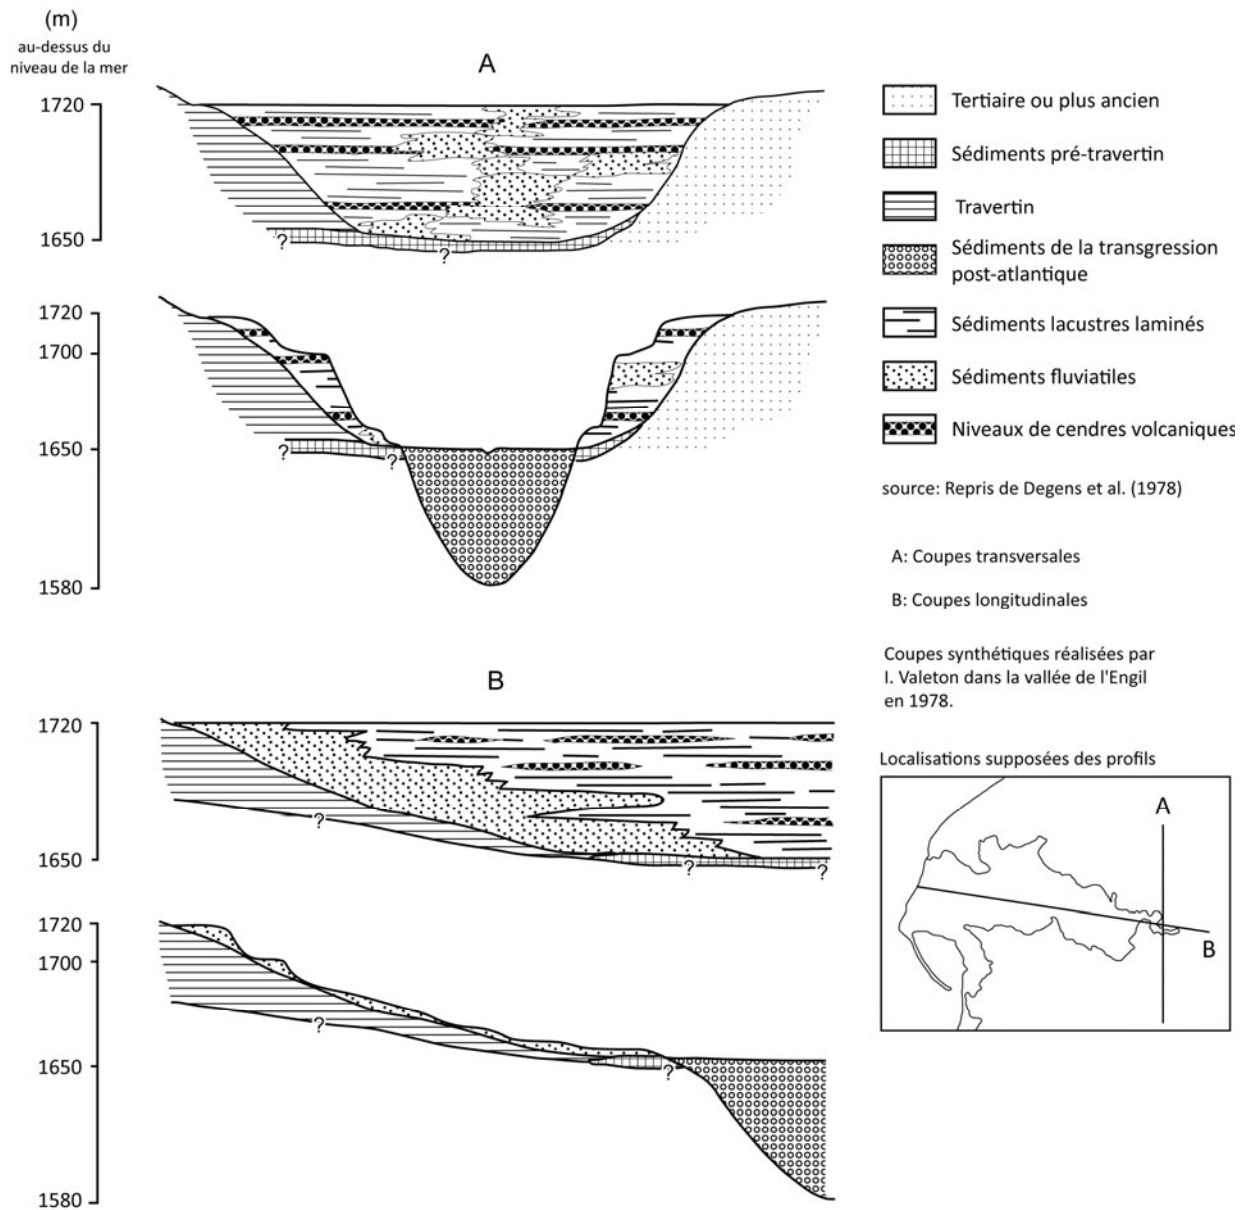 (m)
au-dessus du
niveau de la mer
A
1720
1650
?
?
1720
1700
1650
?
?
1580
B
1720
1650
?
?
?
1720
1700
1650
?
?
1580
Tertiaire ou plus ancien
Sédiments pré-travertin
Travertin
Sédiments de la transgression
post-atlantique
Sédiments lacustres laminés
Sédiments fluviatiles
Niveaux de cendres volcaniques
source: Repris de Degens et al. (1978)
A: Coupes transversales
B: Coupes longitudinales
Coupes synthétiques réalisées par
I. Valeton dans la vallée de l'Engil
en 1978.
Localisations supposées des profils
A
B